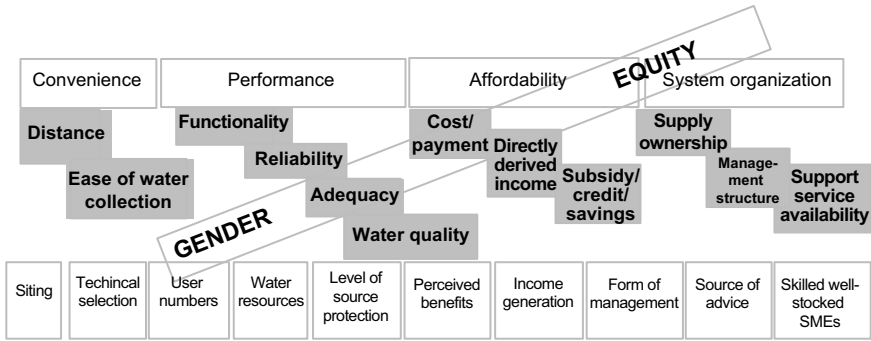 EQUITY
Convenience
Performance
Affordability
System organization
Distance
Ease of water
collection
Functionality
Reliability
Adequacy
Water quality
Cost/
payment
Directly
derived
income
Subsidy/
credit/
savings
Supply
ownership
Manage-
ment
structure
Support
service
availability
GENDER
Siting
Techincal
selection
User
numbers
Water
resources
Level of
source
protection
Perceived
benefits
Income
generation
Form of
management
Source of
advice
Skilled well-
stocked
SMEs